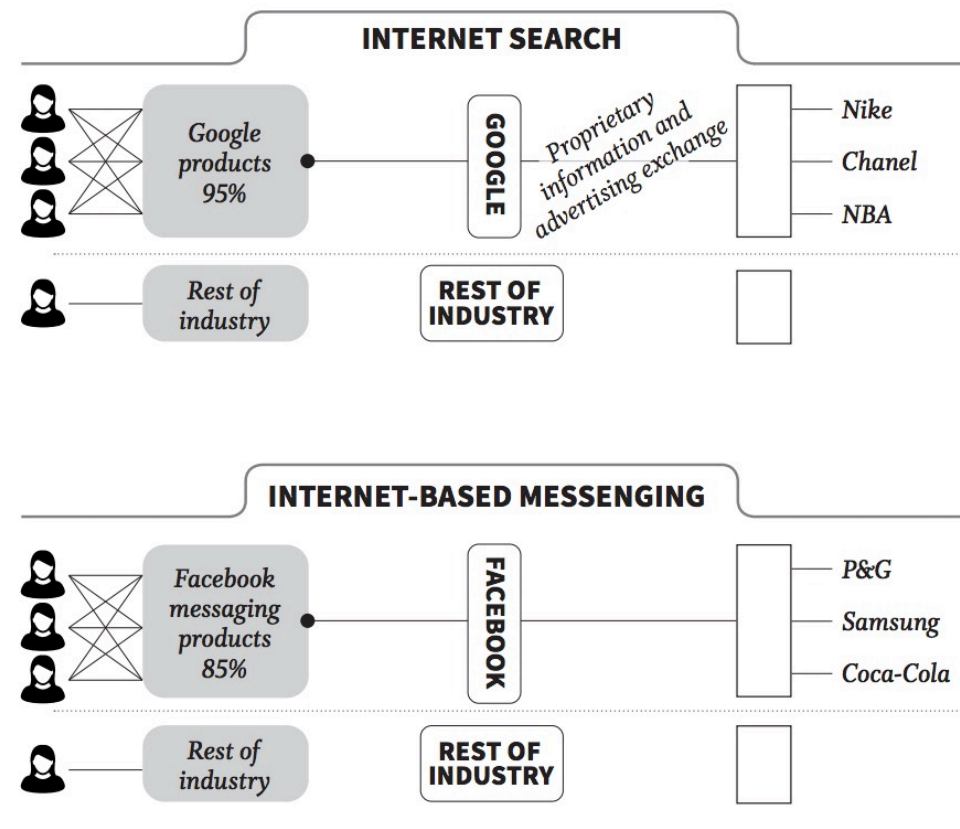 INTERNET SEARCH
Google
products
95%
GOOGLE
Proprietary
information and
advertising exchange
Nike
Chanel
NBA
Rest of
industry
REST OF
INDUSTRY
INTERNET-BASED MESSENGING
Facebook
messaging
products
85%
FACEBOOK
P&G
Samsung
Coca-Cola
Rest of
industry
REST OF
INDUSTRY